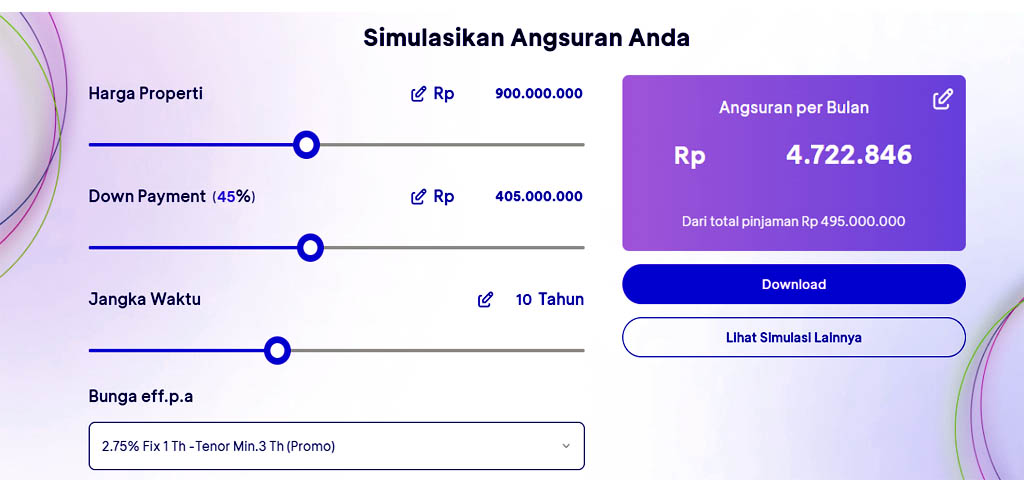 Simulasikan Angsuran Anda
Harga Properti Rp 900.000.000
Down Payment (45%) Rp 405.000.000
Jangka Waktu 10 Tahun
Bunga eff.p.a
2.75% Fix 1 Th -Tenor Min.3 Th (Promo)
Angsuran per Bulan
Rp 4.722.846
Dari total pinjaman Rp 495.000.000
Download
Lihat Simulasi Lainnya